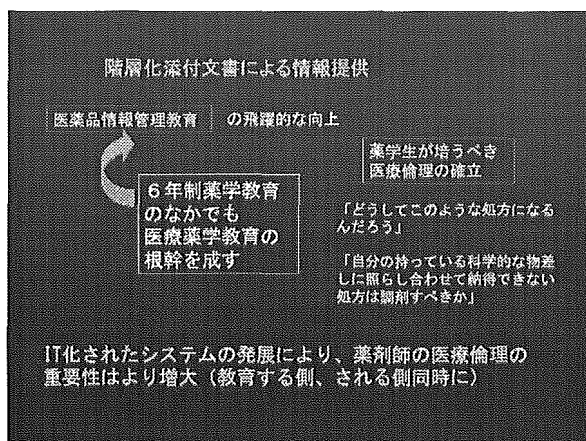 階層化添付文書による情報提供
医薬品情報管理教育 の飛躍的な向上
6年制薬学教育
のなかでも
医療薬学教育の
根幹を成す
薬学生が培うべき
医療倫理の確立
「どうしてこのような処方になる
んだろう」
「自分の持っている科学的な物差
しに照らし合わせて納得できない
処方は調剤すべきか」
IT化されたシステムの発展により、薬剤師の医療倫理の
重要性はより増大（教育する側、される側同時に）